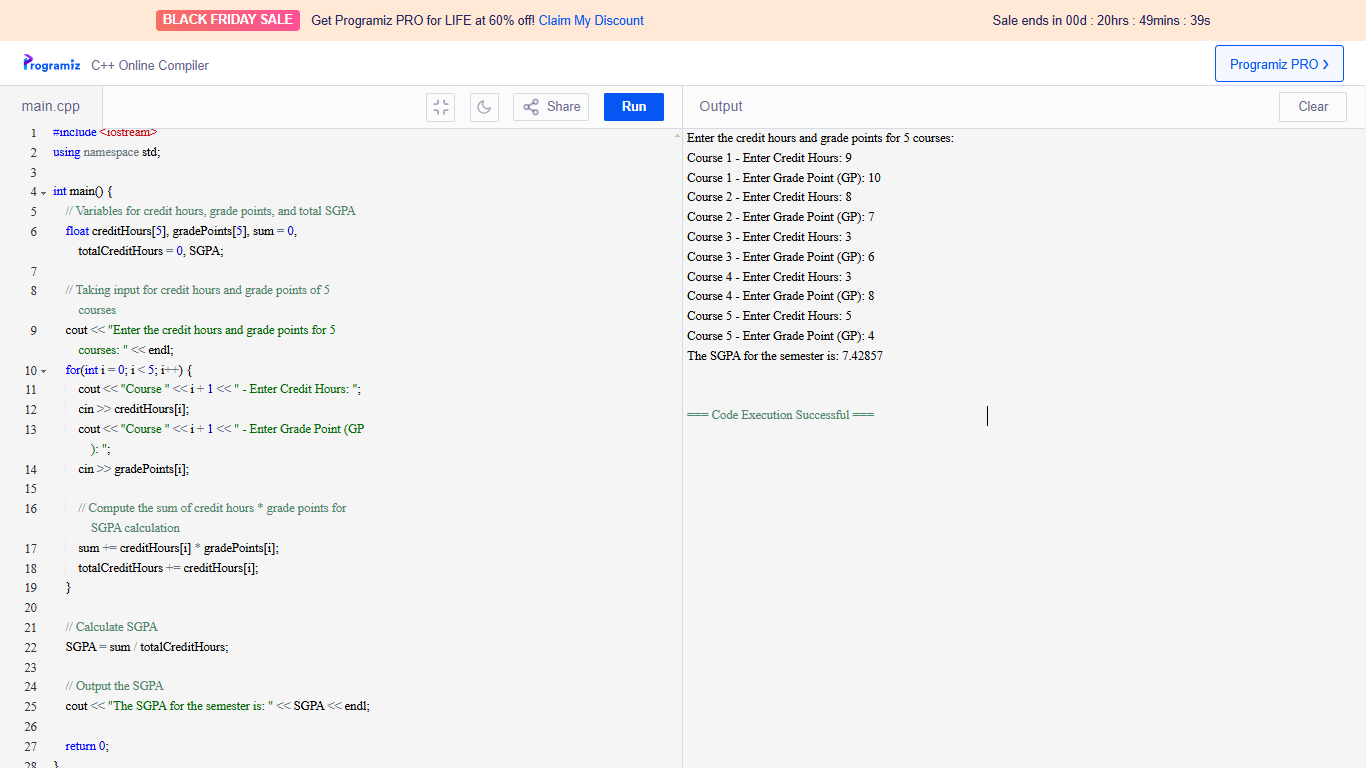 BLACK FRIDAY SALE Get Programiz PRO for LIFE at 60% off! Claim My Discount Sale ends in 00d : 20hrs : 49mins : 39s
Programiz C++ Online Compiler Programiz PRO >
main.cpp Share Run Output Clear
1 #include <iostream>
2 using namespace std;
3
4 int main() {
5 // Variables for credit hours, grade points, and total SGPA
6 float creditHours[5], gradePoints[5], sum = 0,
totalCreditHours = 0, SGPA;
7
8 // Taking input for credit hours and grade points of 5
courses
9 cout << "Enter the credit hours and grade points for 5
courses: " << endl;
10 for(int i = 0; i < 5; i++) {
11 cout << "Course " << i + 1 << " - Enter Credit Hours: ";
12 cin >> creditHours[i];
13 cout << "Course " << i + 1 << " - Enter Grade Point (GP
): ";
14 cin >> gradePoints[i];
15
16 // Compute the sum of credit hours * grade points for
SGPA calculation
17 sum += creditHours[i] * gradePoints[i];
18 totalCreditHours += creditHours[i];
19 }
20
21 // Calculate SGPA
22 SGPA = sum / totalCreditHours;
23
24 // Output the SGPA
25 cout << "The SGPA for the semester is: " << SGPA << endl;
26
27 return 0;
28 }
Enter the credit hours and grade points for 5 courses:
Course 1 - Enter Credit Hours: 9
Course 1 - Enter Grade Point (GP): 10
Course 2 - Enter Credit Hours: 8
Course 2 - Enter Grade Point (GP): 7
Course 3 - Enter Credit Hours: 3
Course 3 - Enter Grade Point (GP): 6
Course 4 - Enter Credit Hours: 3
Course 4 - Enter Grade Point (GP): 8
Course 5 - Enter Credit Hours: 5
Course 5 - Enter Grade Point (GP): 4
The SGPA for the semester is: 7.42857
=== Code Execution Successful ===